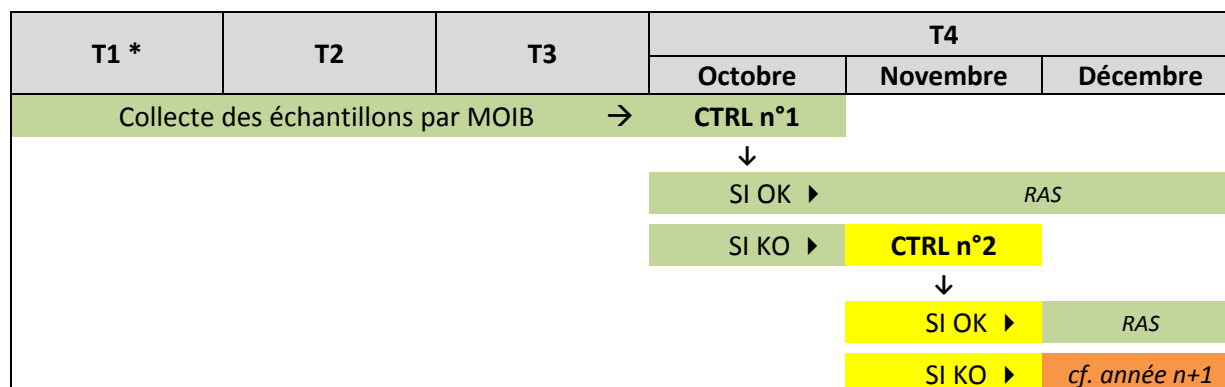 T1 * T2 T3 T4
Octobre Novembre Décembre
Collecte des échantillons par MOIB → CTRL n°1
↓
SI OK ▶ RAS
SI KO ▶ CTRL n°2
↓
SI OK ▶ RAS
SI KO ▶ cf. année n+1